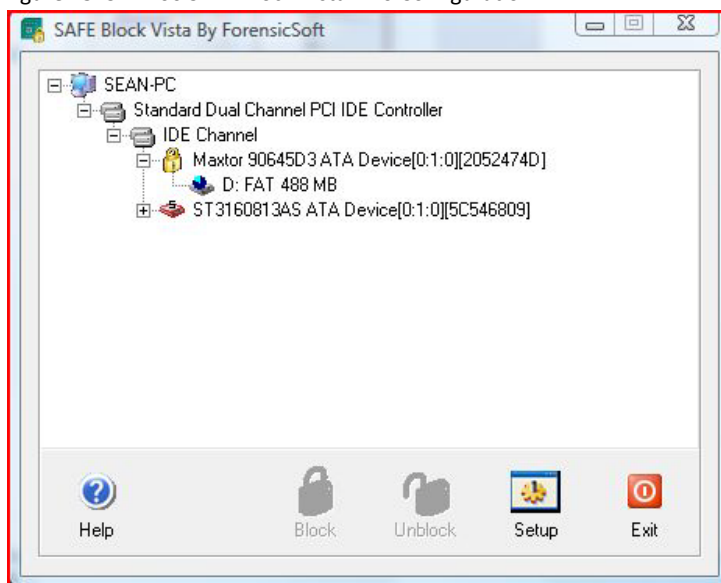 SAFE Block Vista By ForensicSoft
SEAN-PC
Standard Dual Channel PCI IDE Controller
IDE Channel
Maxtor 90645D3 ATA Device[0:1:0][2052474D]
D: FAT 488 MB
ST3160813AS ATA Device[0:1:0][5C546809]
Help
Block
Unblock
Setup
Exit